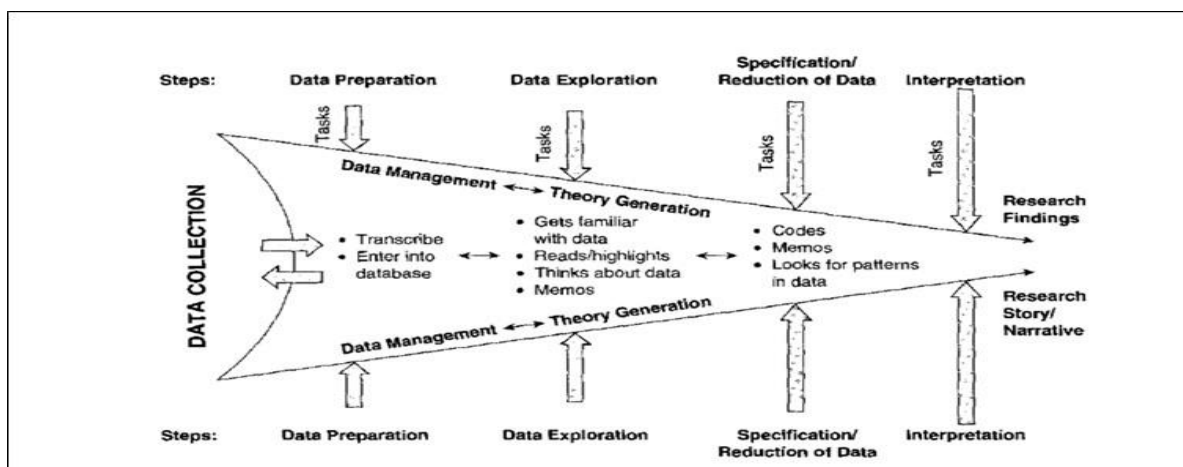 Steps:
Data Preparation
Data Exploration
Specification/
Reduction of Data
Interpretation
Tasks
Tasks
Tasks
Tasks
DATA COLLECTION
Data Management
Theory Generation
• Transcribe
• Enter into
database
• Gets familiar
with data
• Reads/highlights
• Thinks about data
• Memos
• Codes
• Memos
• Looks for patterns
in data
Research
Findings
Research
Story/
Narrative
Data Management
Theory Generation
Steps:
Data Preparation
Data Exploration
Specification/
Reduction of Data
Interpretation